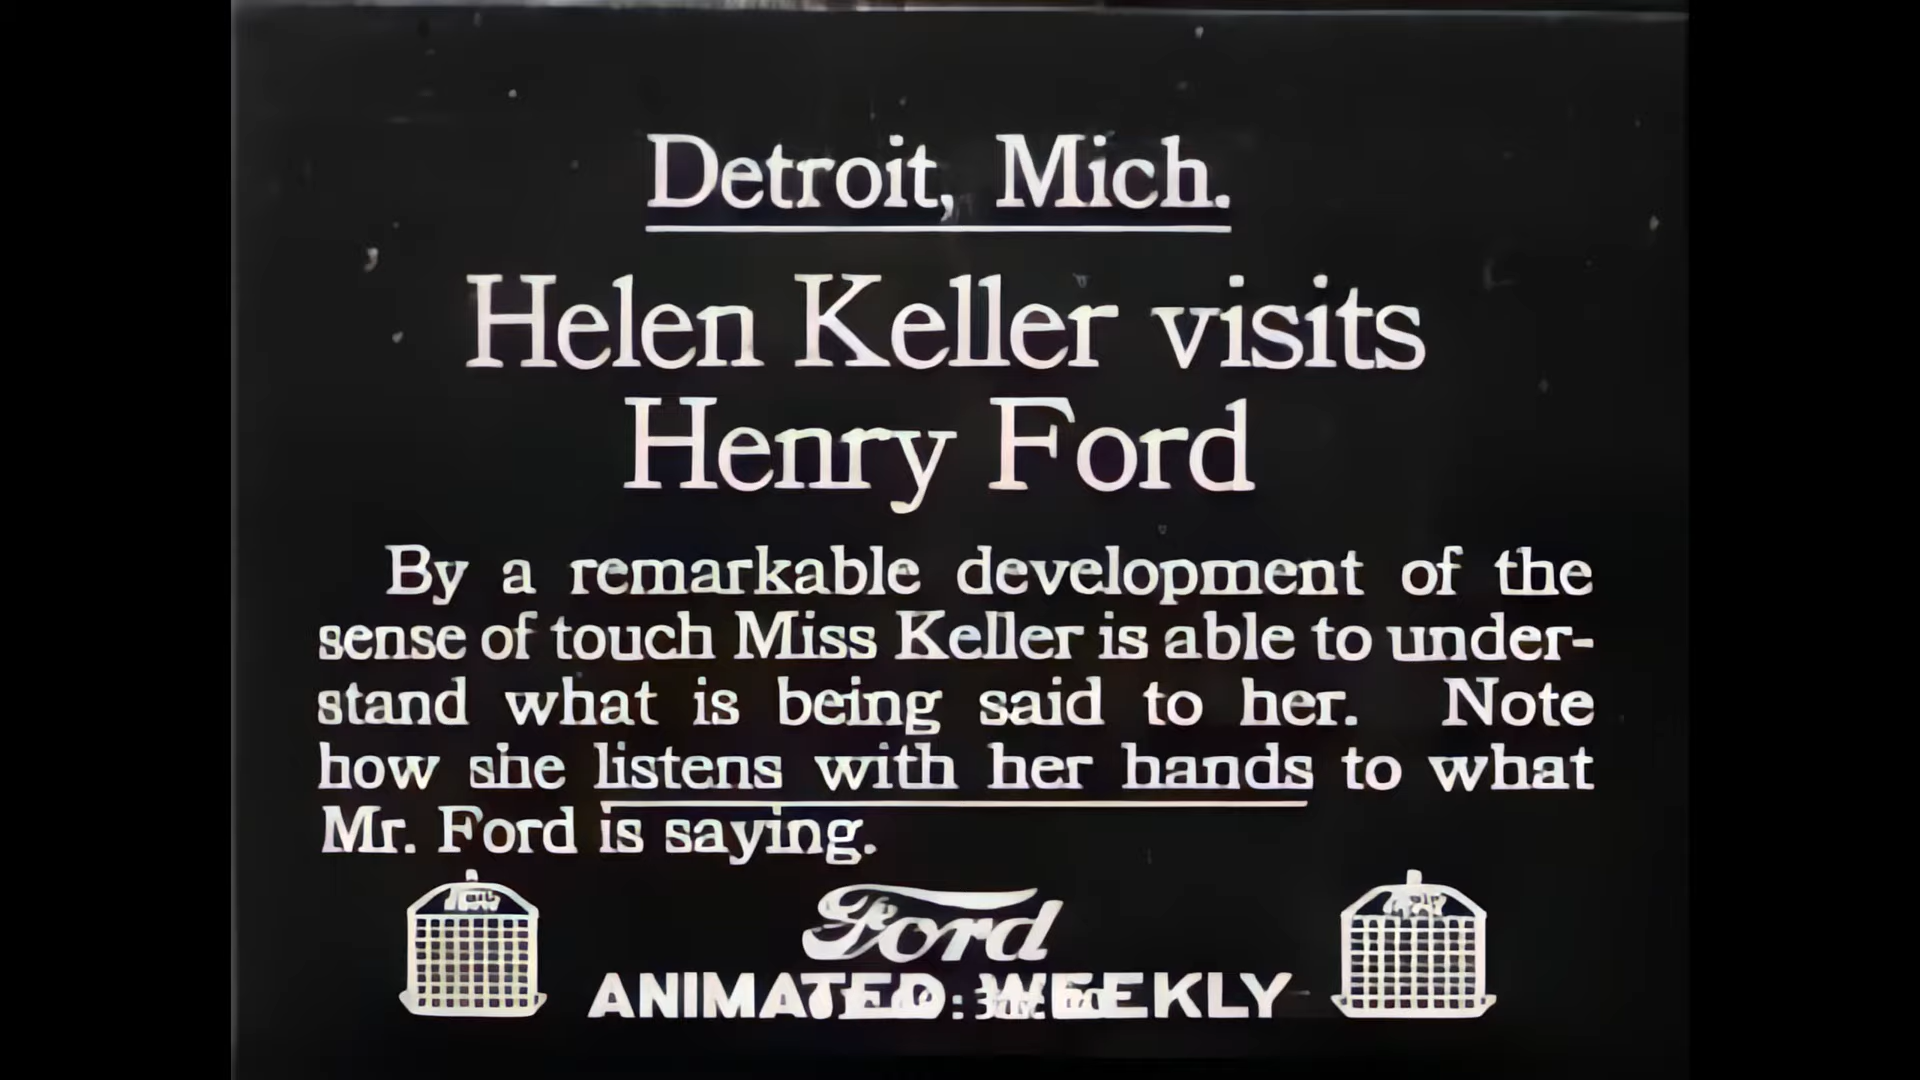 Detroit, Mich.
Helen Keller visits
Henry Ford
By a remarkable development of the
sense of touch Miss Keller is able to under-
stand what is being said to her. Note
how she listens with her hands to what
Mr. Ford is saying.
Ford
ANIMATED WEEKLY